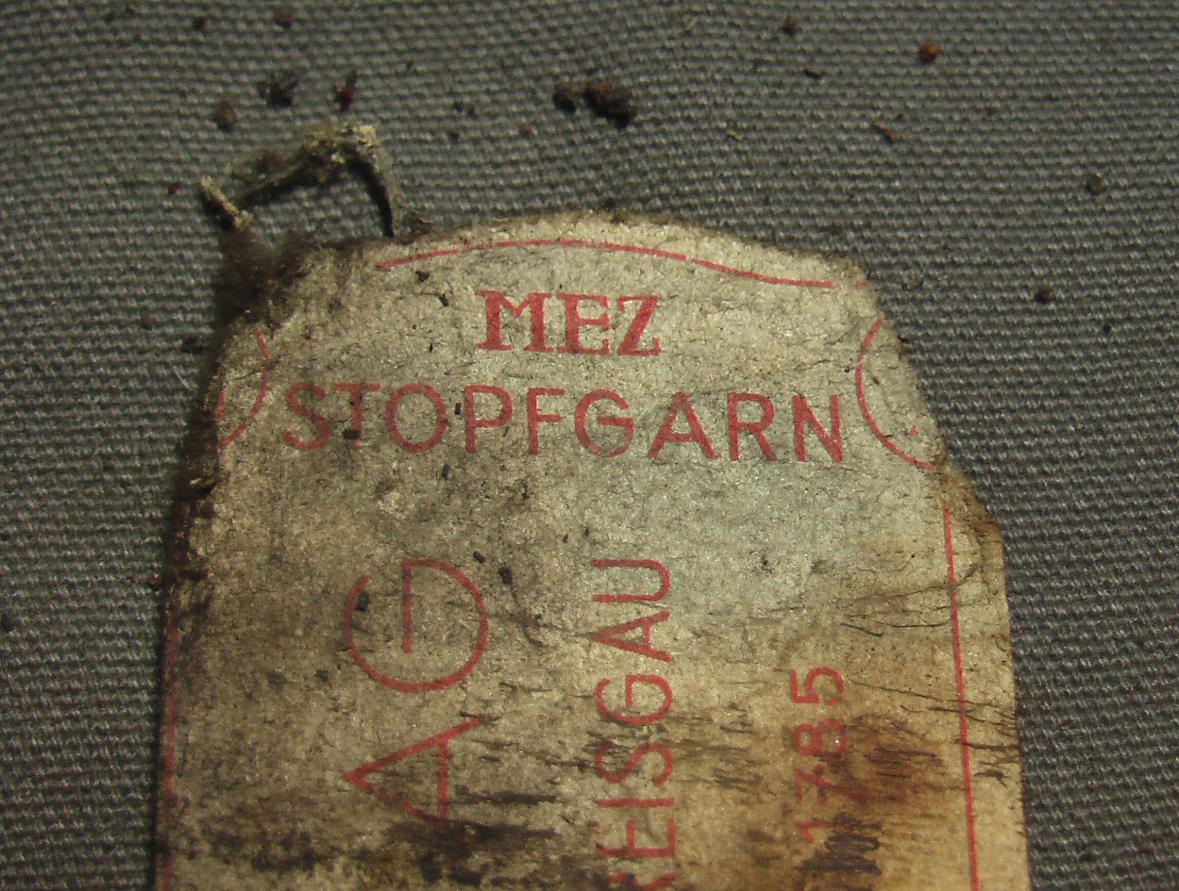 MEZ
STOPFGARN
AG
EISGAU
1785